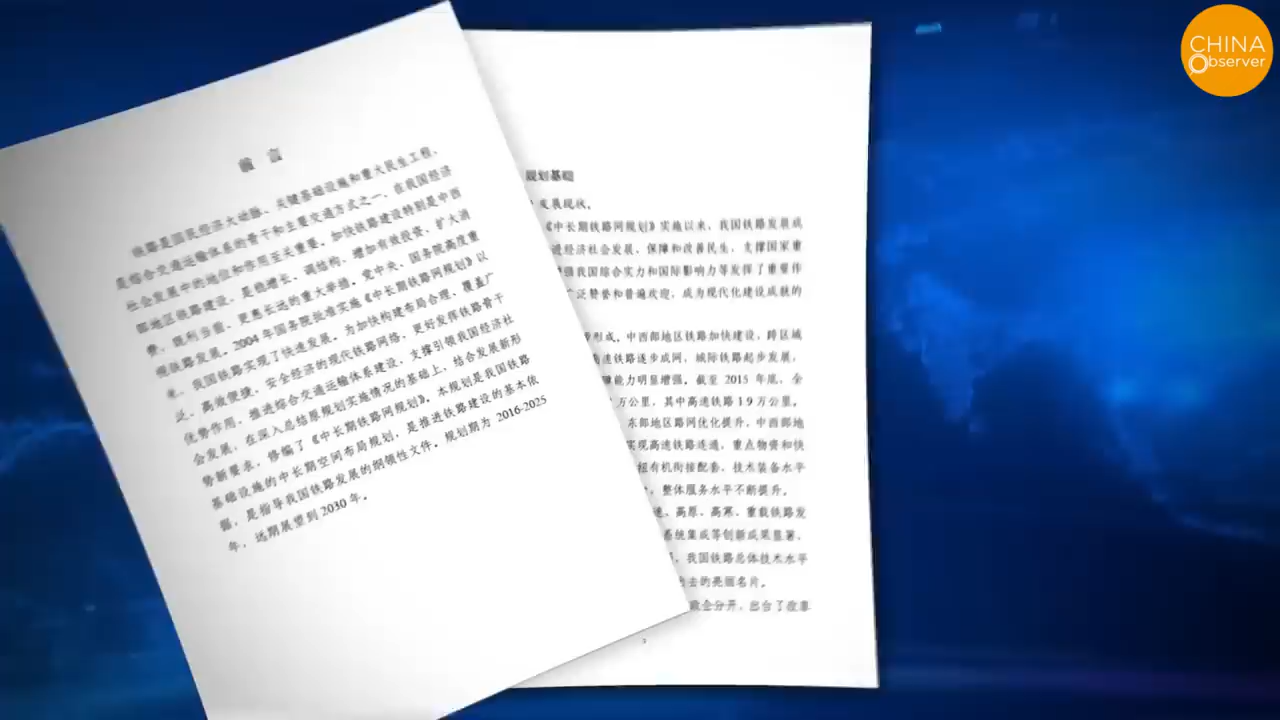 CHINA
Observer
前 言
铁路是国民经济大动脉、关键基础设施和重大民生工程,
是综合交通运输体系的骨干和主要交通方式之一,在我国经济
社会发展中的地位和作用至关重要。加快铁路建设特别是中西
部地区铁路建设,是稳增长、调结构,增加有效投资,扩大消
费,既利当前、更惠长远的重大举措。党中央、国务院高度重
视铁路发展。2004 年国务院批准实施《中长期铁路网规划》以
来,我国铁路实现了快速发展。为加快构建布局合理、覆盖广
泛、高效便捷、安全经济的现代铁路网络,更好发挥铁路骨干
优势作用,推进综合交通运输体系建设,支撑引领我国经济社
会发展,在深入总结原规划实施情况的基础上,结合发展新形
势新要求,修编了《中长期铁路网规划》。本规划是我国铁路
基础设施的中长期空间布局规划,是推进铁路建设的基本依
据,是指导我国铁路发展的纲领性文件。规划期为 2016-2025
年,远期展望到 2030 年。
规划基础
发展现状。
《中长期铁路网规划》实施以来,我国铁路发展成
进经济社会发展、保障和改善民生、支撑国家重
强我国综合实力和国际影响力等发挥了重要作
广泛赞誉和普遍欢迎,成为现代化建设成就的
形成。中西部地区铁路加快建设,跨区域
高速铁路逐步成网,城际铁路起步发展,
能力明显增强。截至 2015 年底,全
万公里,其中高速铁路 1.9 万公里。
东部地区路网优化提升,中西部地
实现高速铁路连通,重点物资和快
纽有机衔接配套,技术装备水平
,整体服务水平不断提升。
速、高原、高寒、重载铁路发
系统集成等创新成果显著,
,我国铁路总体技术水平
出去的亮丽名片。
政企分开,出台了改革
2